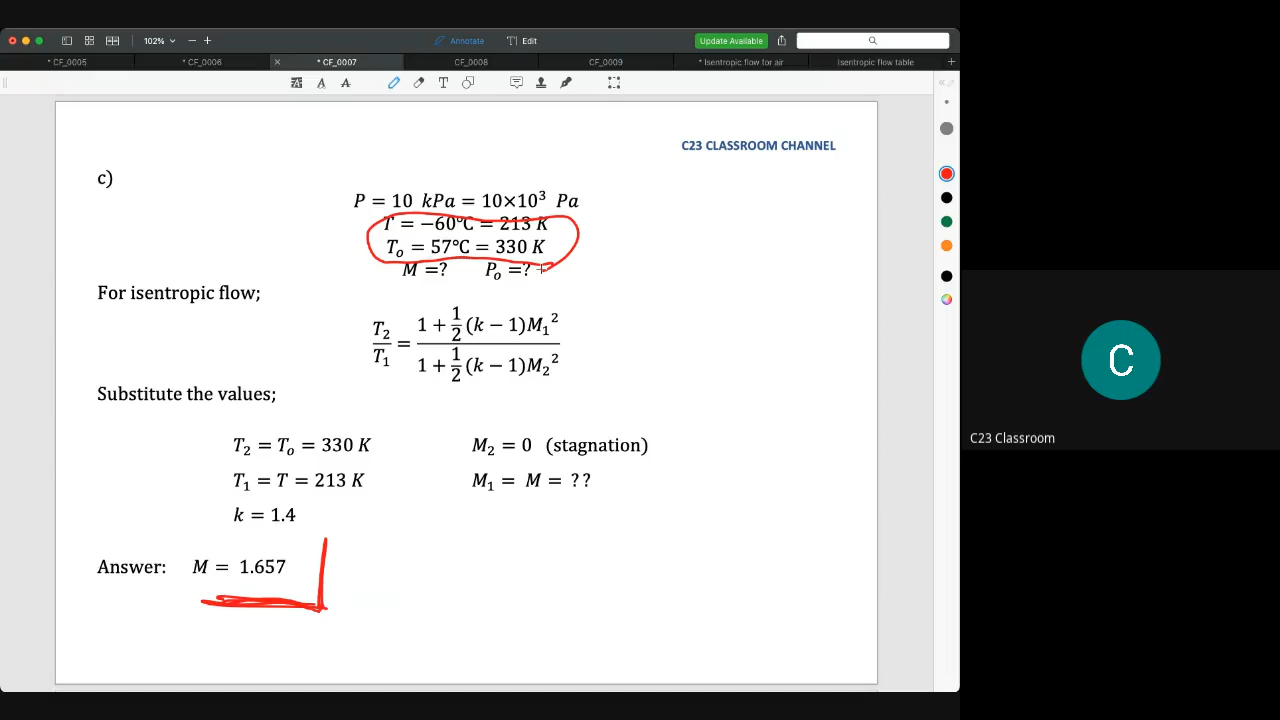 102%
Annotate
Edit
Update Available
* CF_0005
* CF_0006
* CF_0007
CF_0008
CF_0009
* Isentropic flow for air
Isentropic flow table
C23 CLASSROOM CHANNEL
c)
P = 10 kPa = 10×10³ Pa
T = −60°C = 213 K
Tₒ = 57°C = 330 K
M =? Pₒ =?
For isentropic flow;
T₂/T₁ = (1 + 1/2 (k − 1)M₁²)/(1 + 1/2 (k − 1)M₂²)
Substitute the values;
T₂ = Tₒ = 330 K M₂ = 0 (stagnation)
T₁ = T = 213 K M₁ = M = ??
k = 1.4
Answer: M = 1.657
C
C23 Classroom